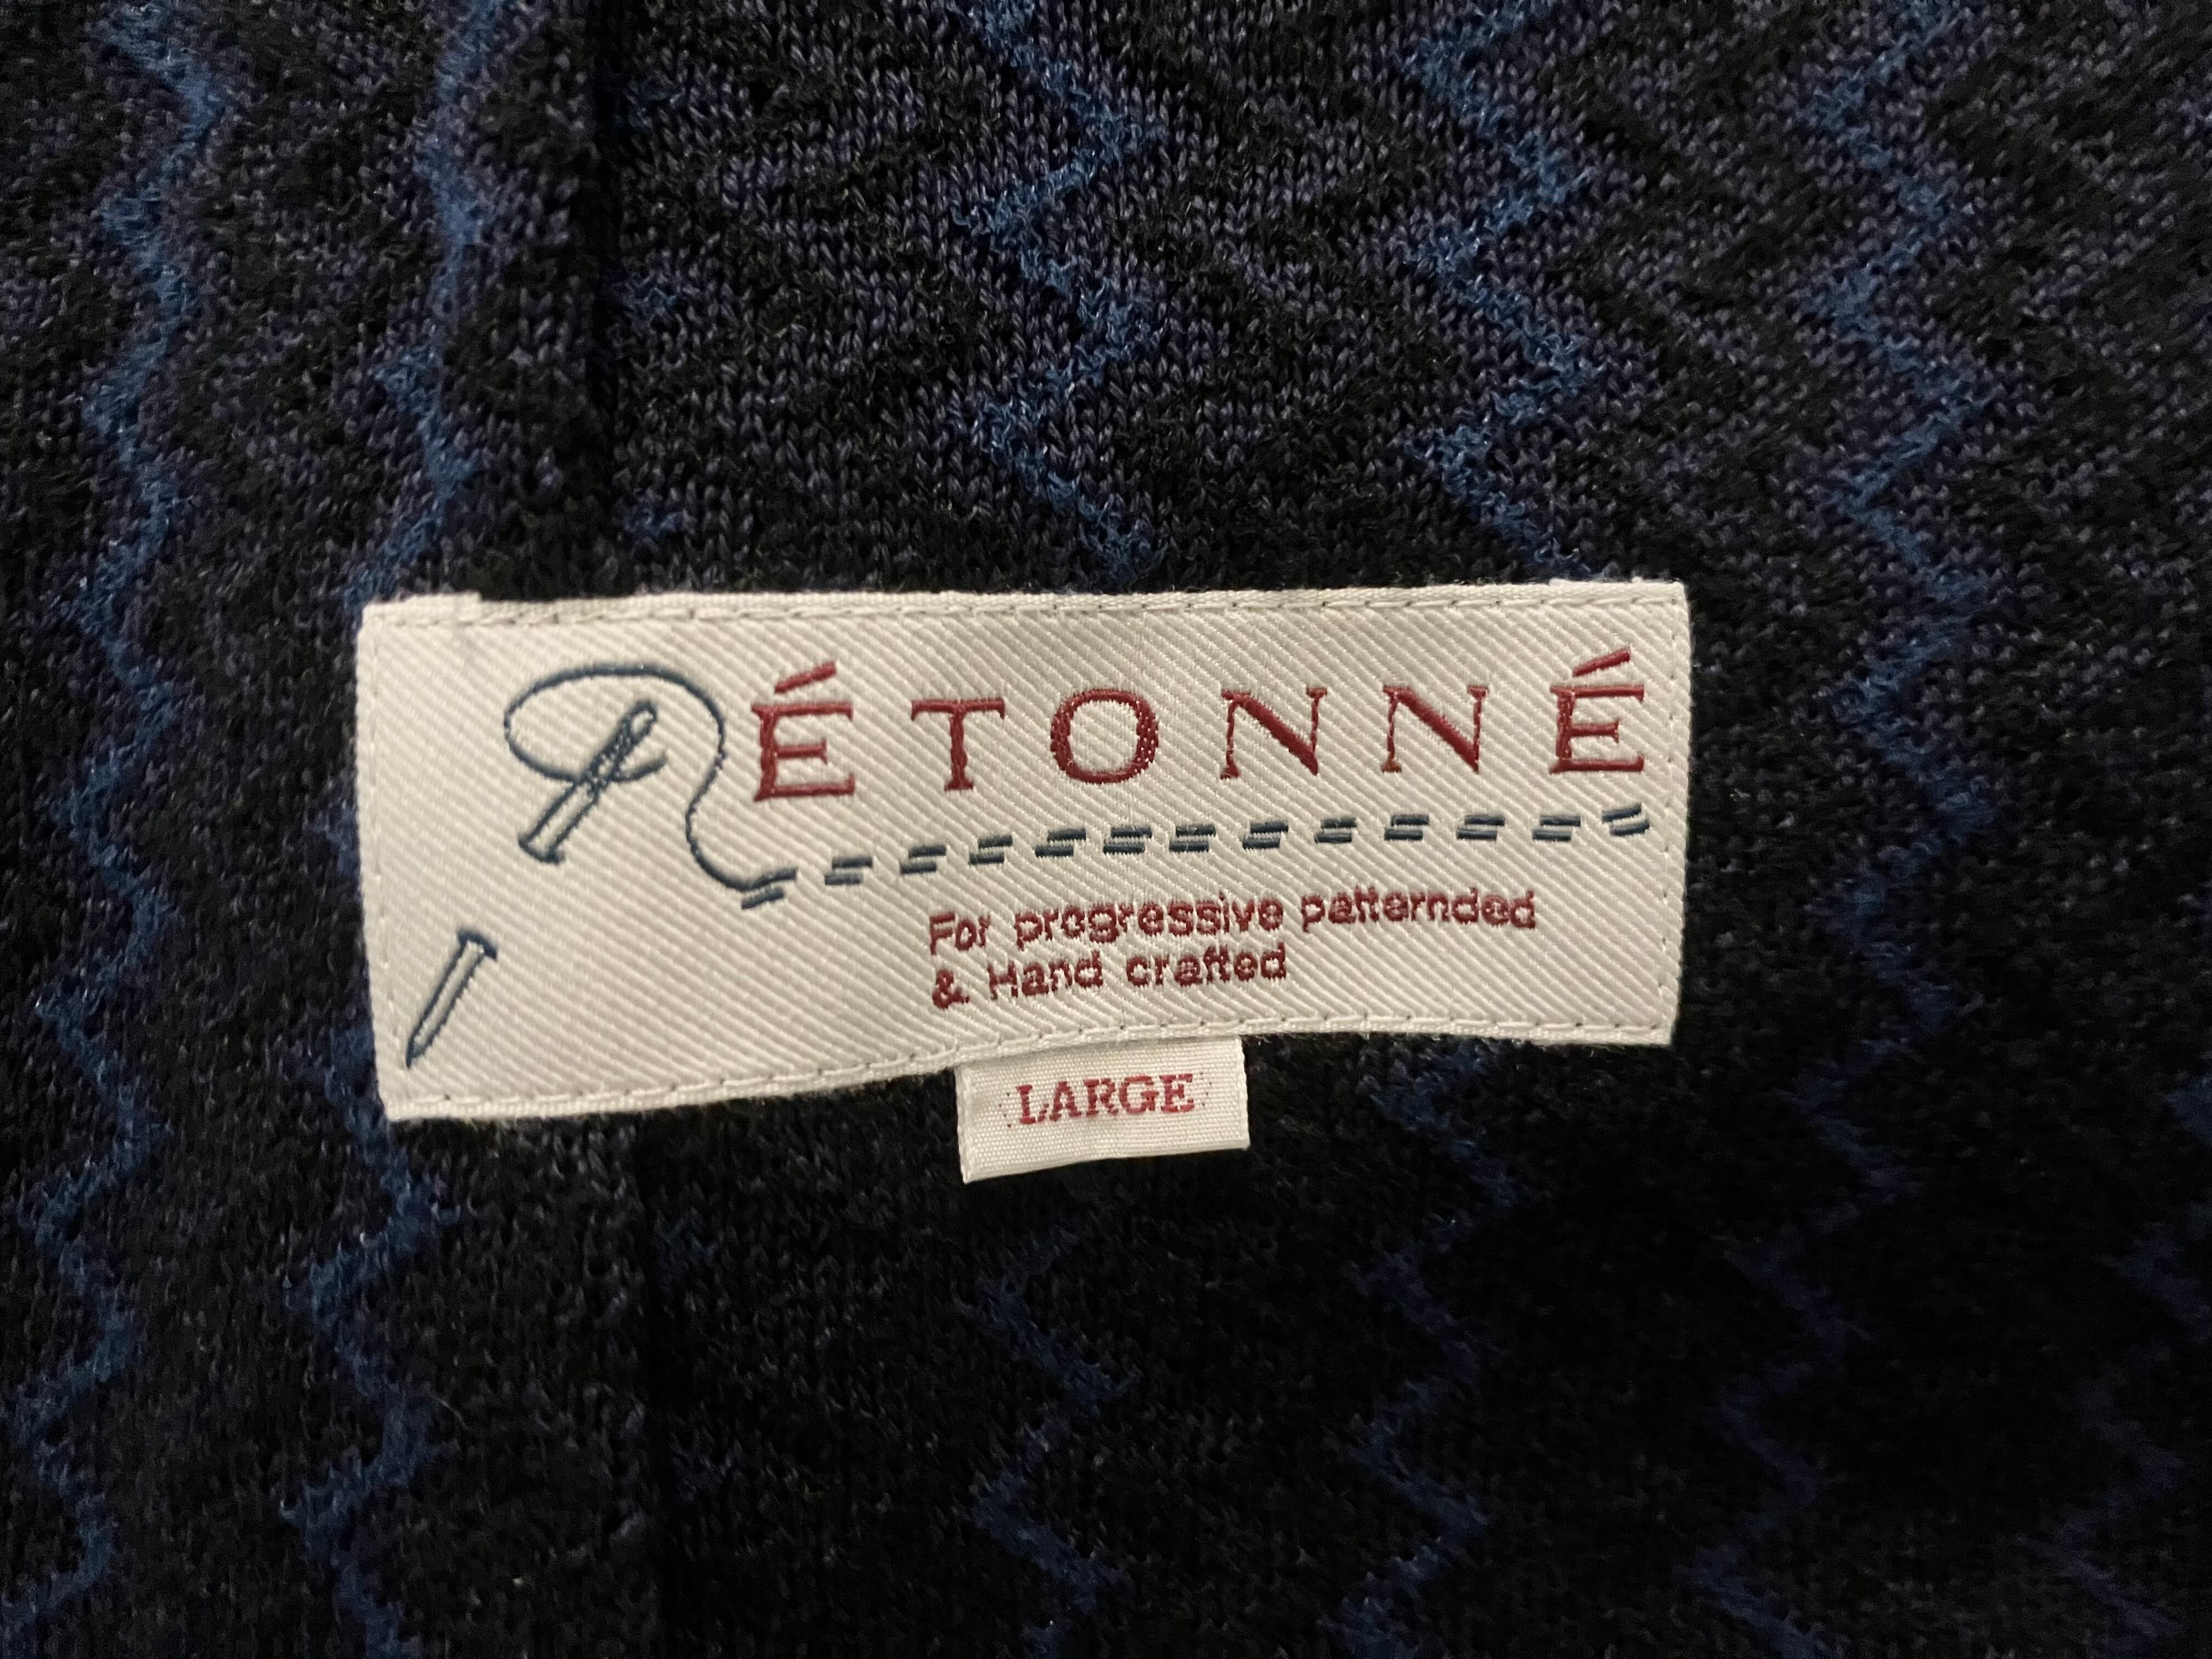 RÉTONNÉ
For progressive patternded
& Hand crafted
LARGE